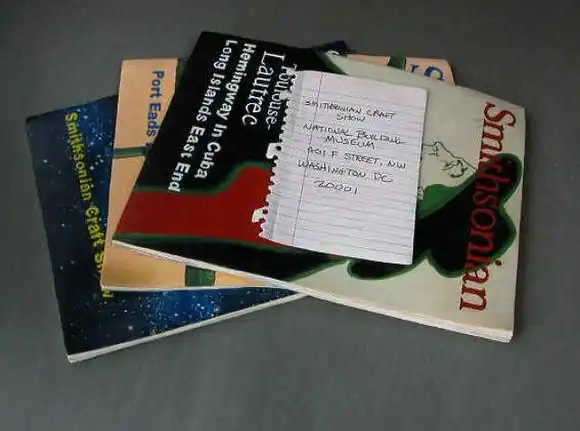 Smithsonian
Toulouse-
Lautrec
Hemingway In Cuba
Long Islands East End
SMITHSONIAN CRAFT
SHOW
NATIONAL BUILDING
MUSEUM
401 F STREET, NW
WASHINGTON DC
20001
Port Eads
Smithsonian Craft Show